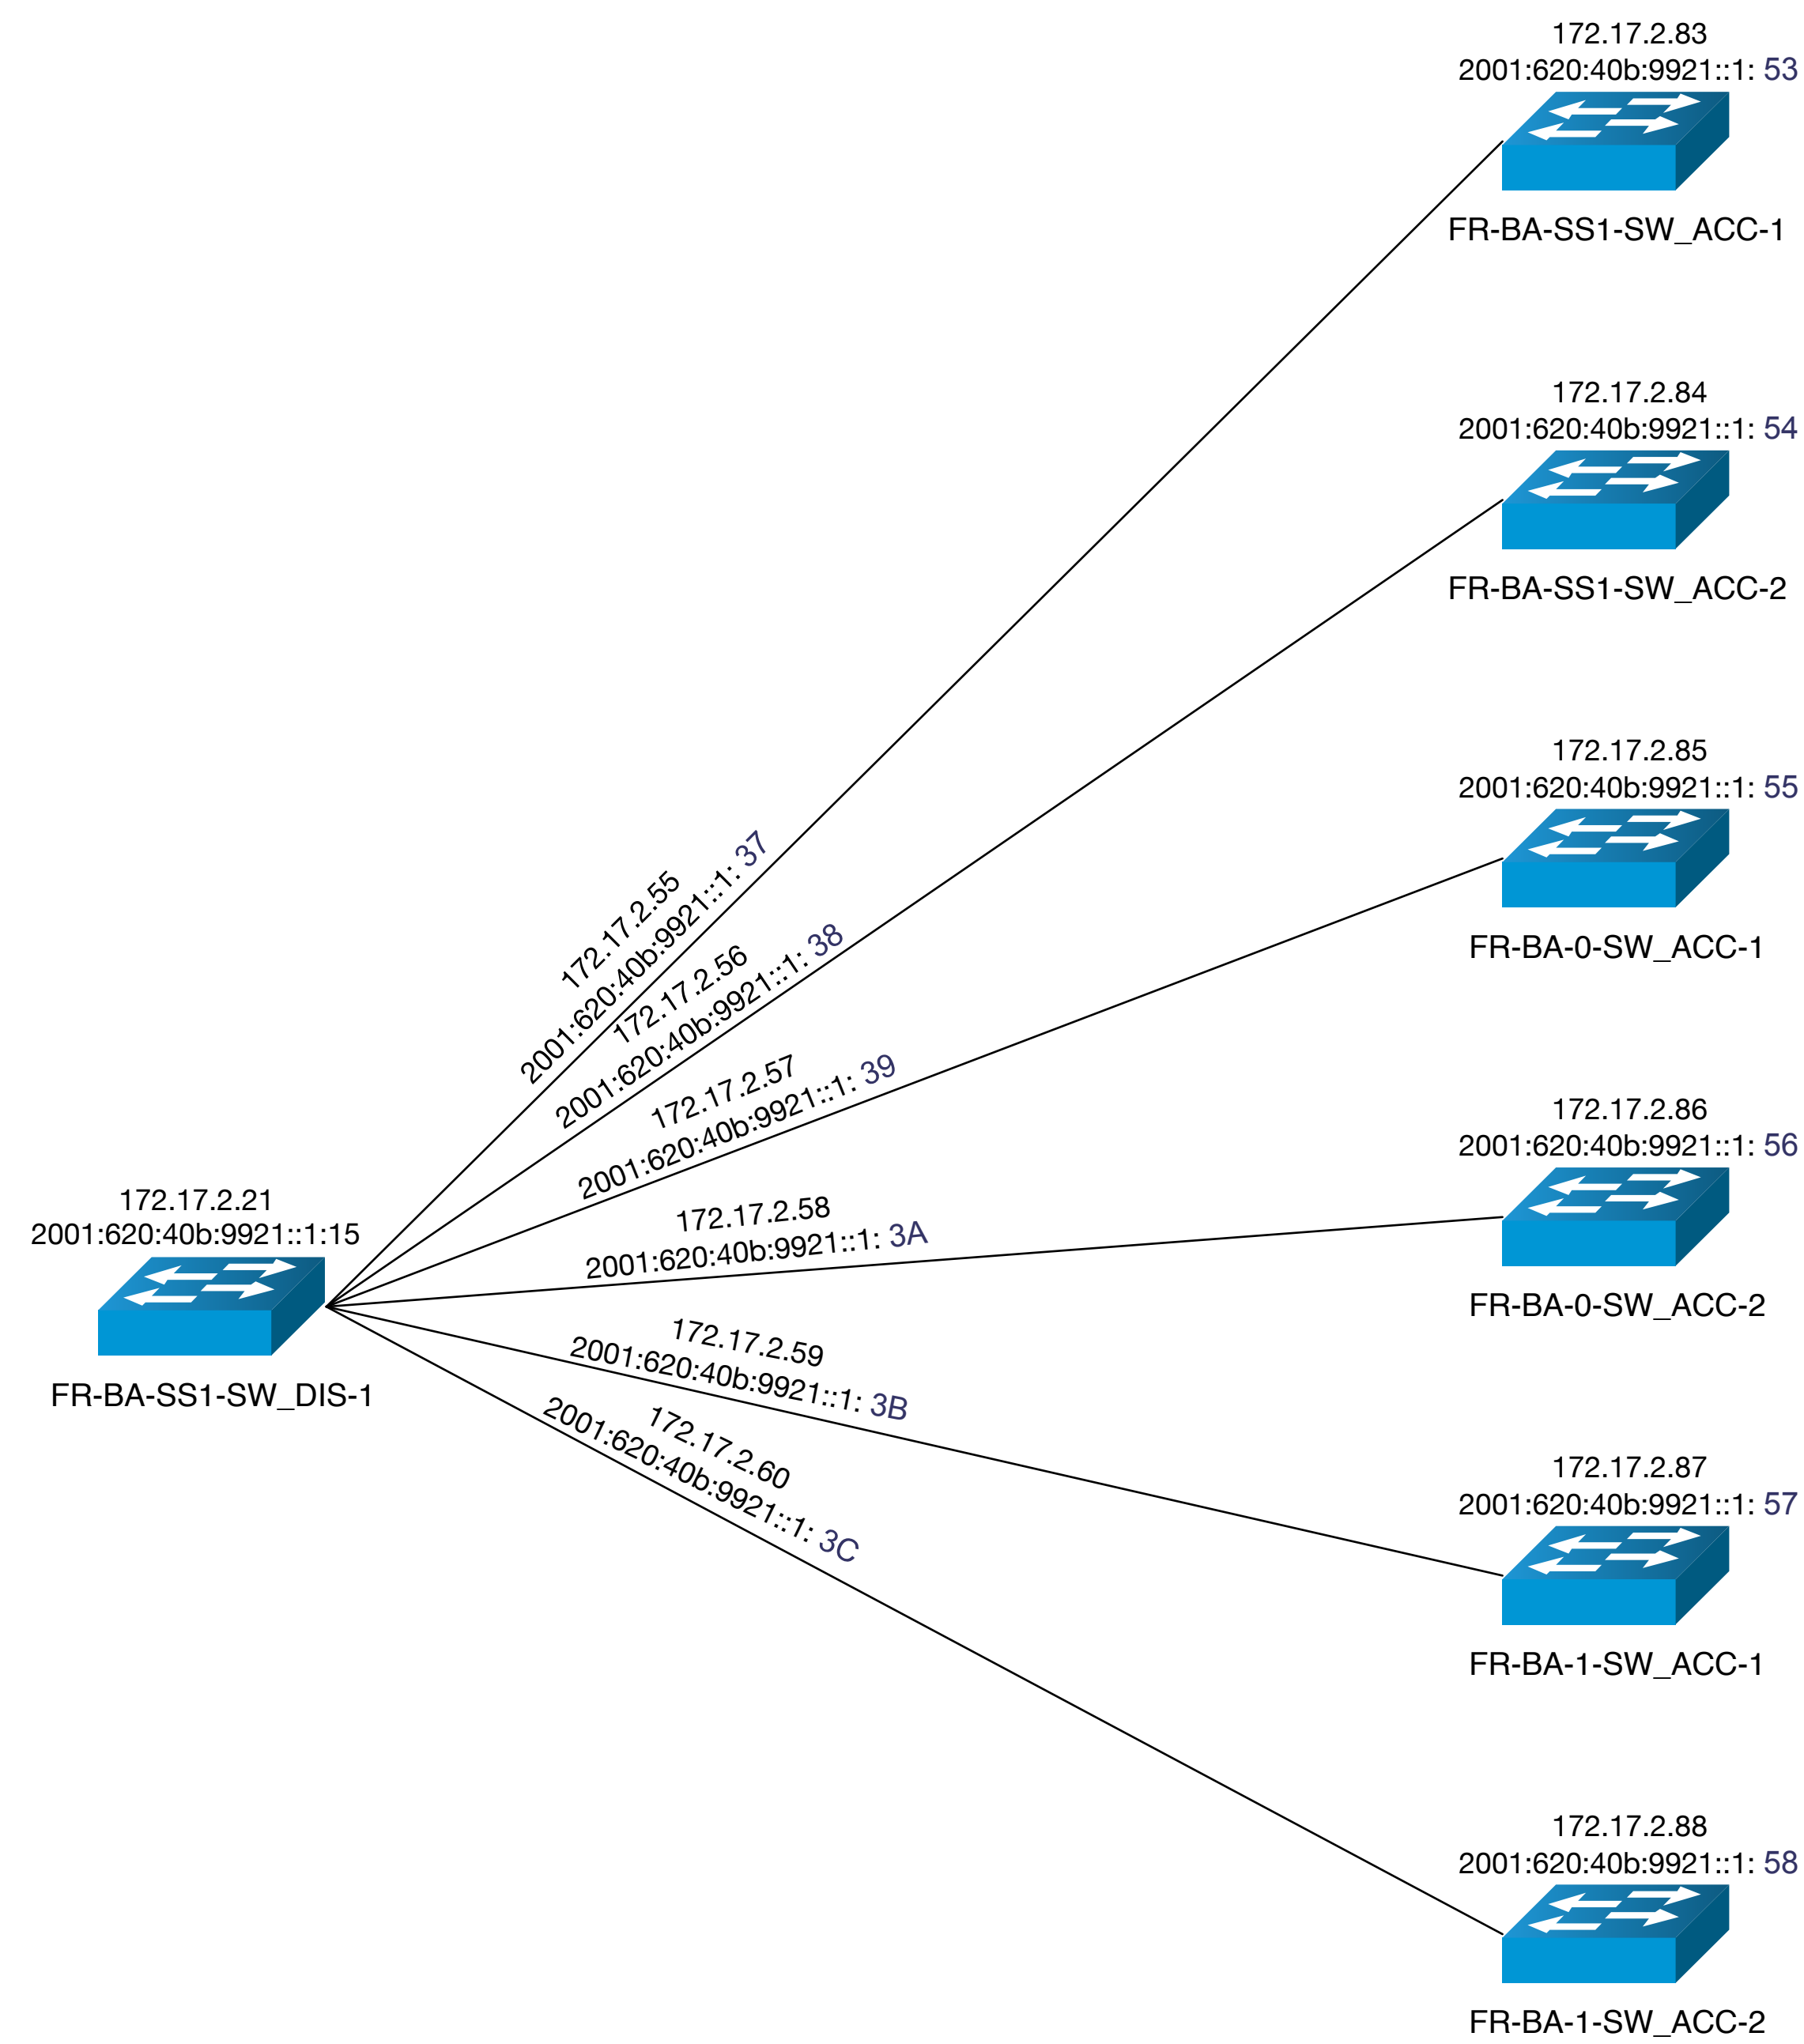 172.17.2.83
2001:620:40b:9921::1: 53
FR-BA-SS1-SW_ACC-1
172.17.2.84
2001:620:40b:9921::1: 54
FR-BA-SS1-SW_ACC-2
172.17.2.85
2001:620:40b:9921::1: 55
FR-BA-0-SW_ACC-1
172.17.2.55
2001:620:40b:9921::1: 37
172.17.2.56
2001:620:40b:9921::1: 38
172.17.2.57
2001:620:40b:9921::1: 39
172.17.2.86
2001:620:40b:9921::1: 56
FR-BA-0-SW_ACC-2
172.17.2.58
2001:620:40b:9921::1: 3A
172.17.2.21
2001:620:40b:9921::1:15
FR-BA-SS1-SW_DIS-1
172.17.2.59
2001:620:40b:9921::1: 3B
172.17.2.60
2001:620:40b:9921::1: 3C
172.17.2.87
2001:620:40b:9921::1: 57
FR-BA-1-SW_ACC-1
172.17.2.88
2001:620:40b:9921::1: 58
FR-BA-1-SW_ACC-2